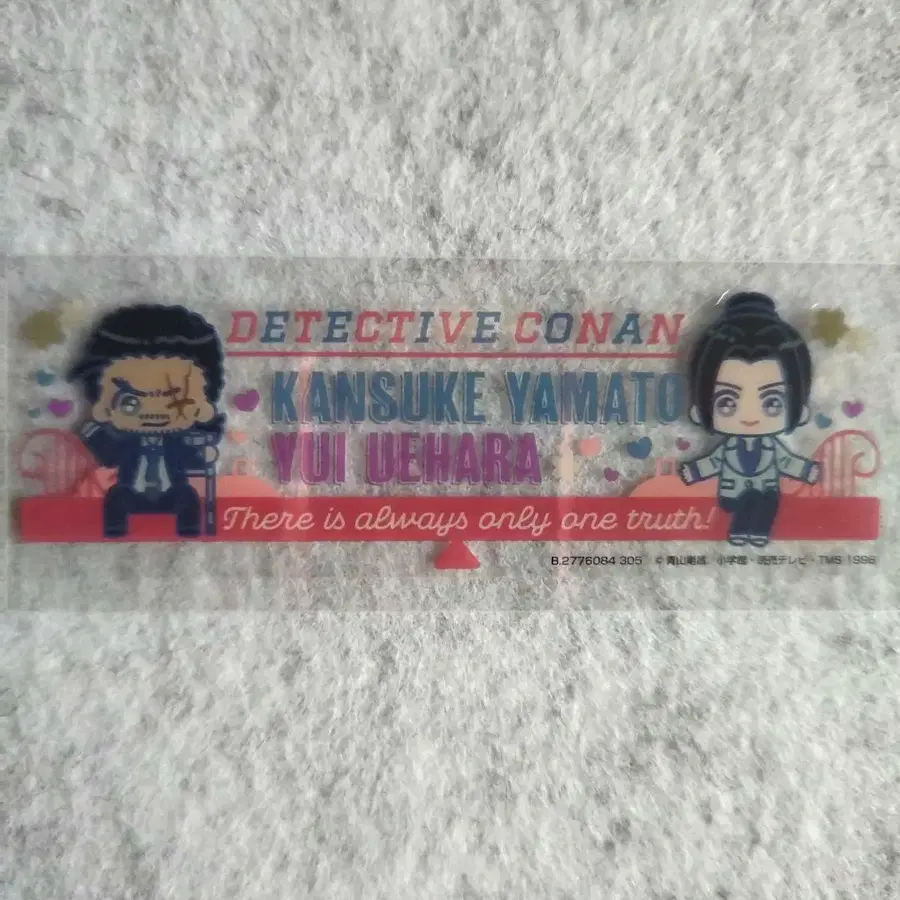 DETECTIVE CONAN
KANSUKE YAMATO
YUI UEHARA
There is always only one truth!
B.2776084 305 © 青山剛昌/小学館・読売テレビ・TMS 1996